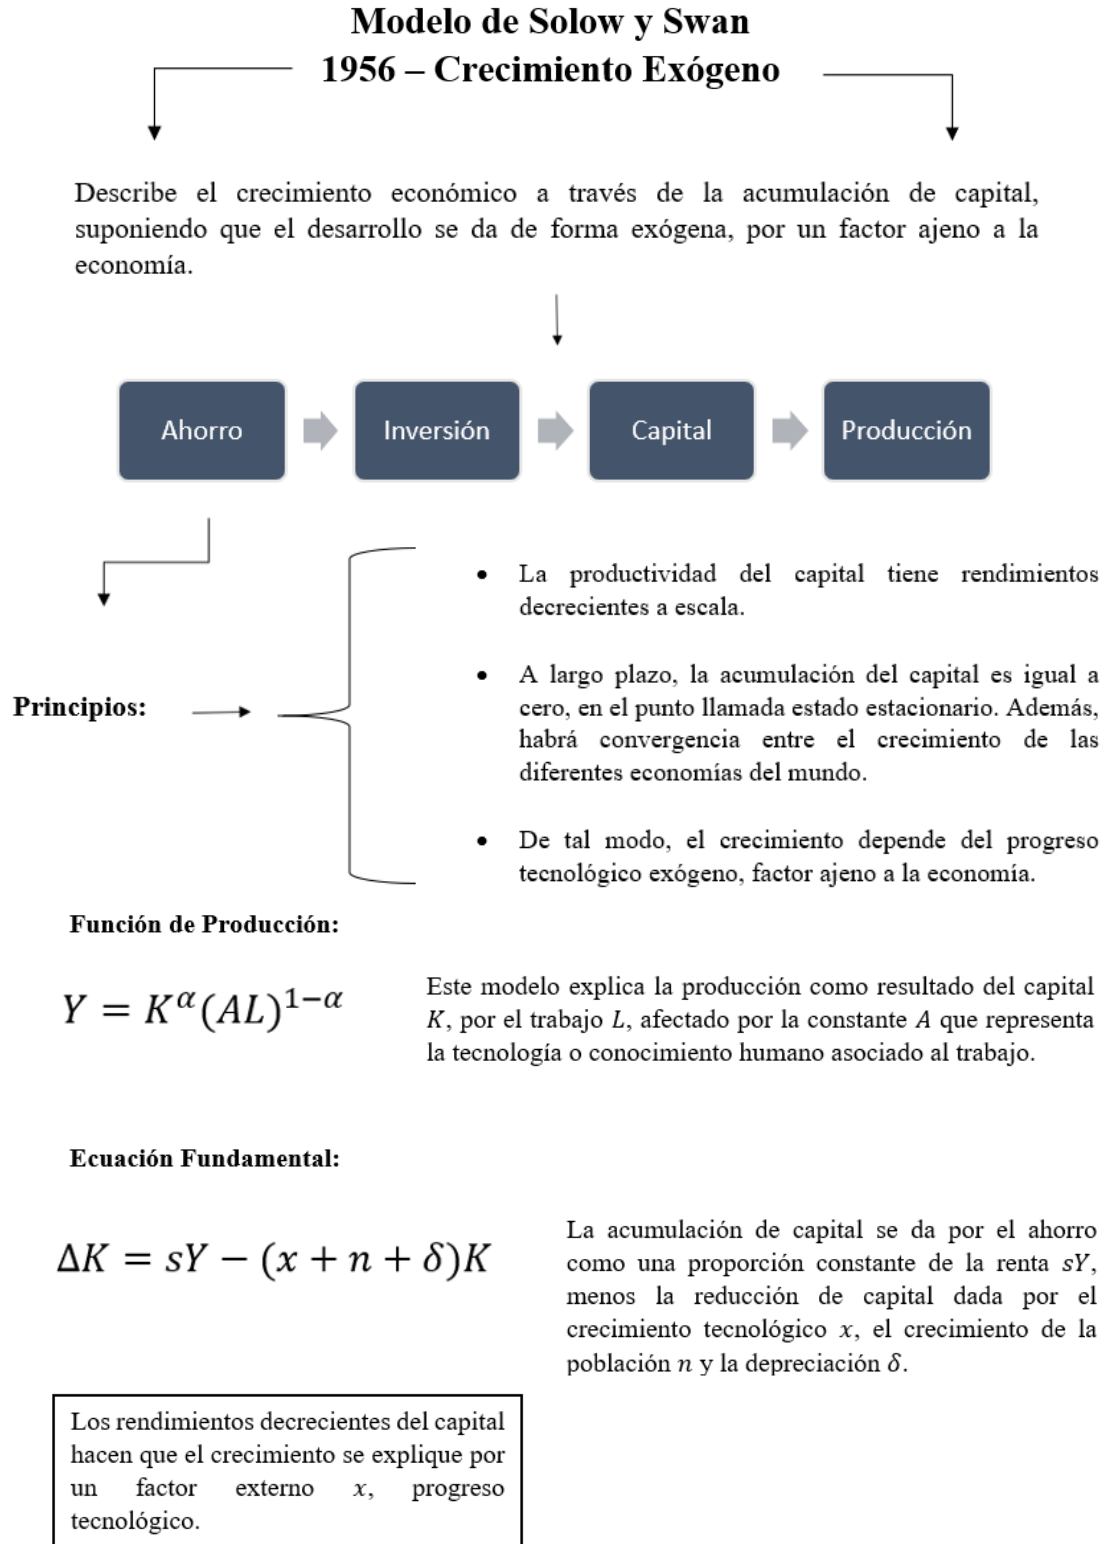 Modelo de Solow y Swan
1956 – Crecimiento Exógeno
Describe el crecimiento económico a través de la acumulación de capital,
suponiendo que el desarrollo se da de forma exógena, por un factor ajeno a la
economía.
Ahorro
Inversión
Capital
Producción
• La productividad del capital tiene rendimientos
decrecientes a escala.
Principios:
• A largo plazo, la acumulación del capital es igual a
cero, en el punto llamada estado estacionario. Además,
habrá convergencia entre el crecimiento de las
diferentes economías del mundo.
• De tal modo, el crecimiento depende del progreso
tecnológico exógeno, factor ajeno a la economía.
Función de Producción:
Y = K^α(AL)^{1−α}
Este modelo explica la producción como resultado del capital
K, por el trabajo L, afectado por la constante A que representa
la tecnología o conocimiento humano asociado al trabajo.
Ecuación Fundamental:
ΔK = sY − (x + n + δ)K
La acumulación de capital se da por el ahorro
como una proporción constante de la renta sY,
menos la reducción de capital dada por el
crecimiento tecnológico x, el crecimiento de la
población n y la depreciación δ.
Los rendimientos decrecientes del capital
hacen que el crecimiento se explique por
un factor externo x, progreso
tecnológico.